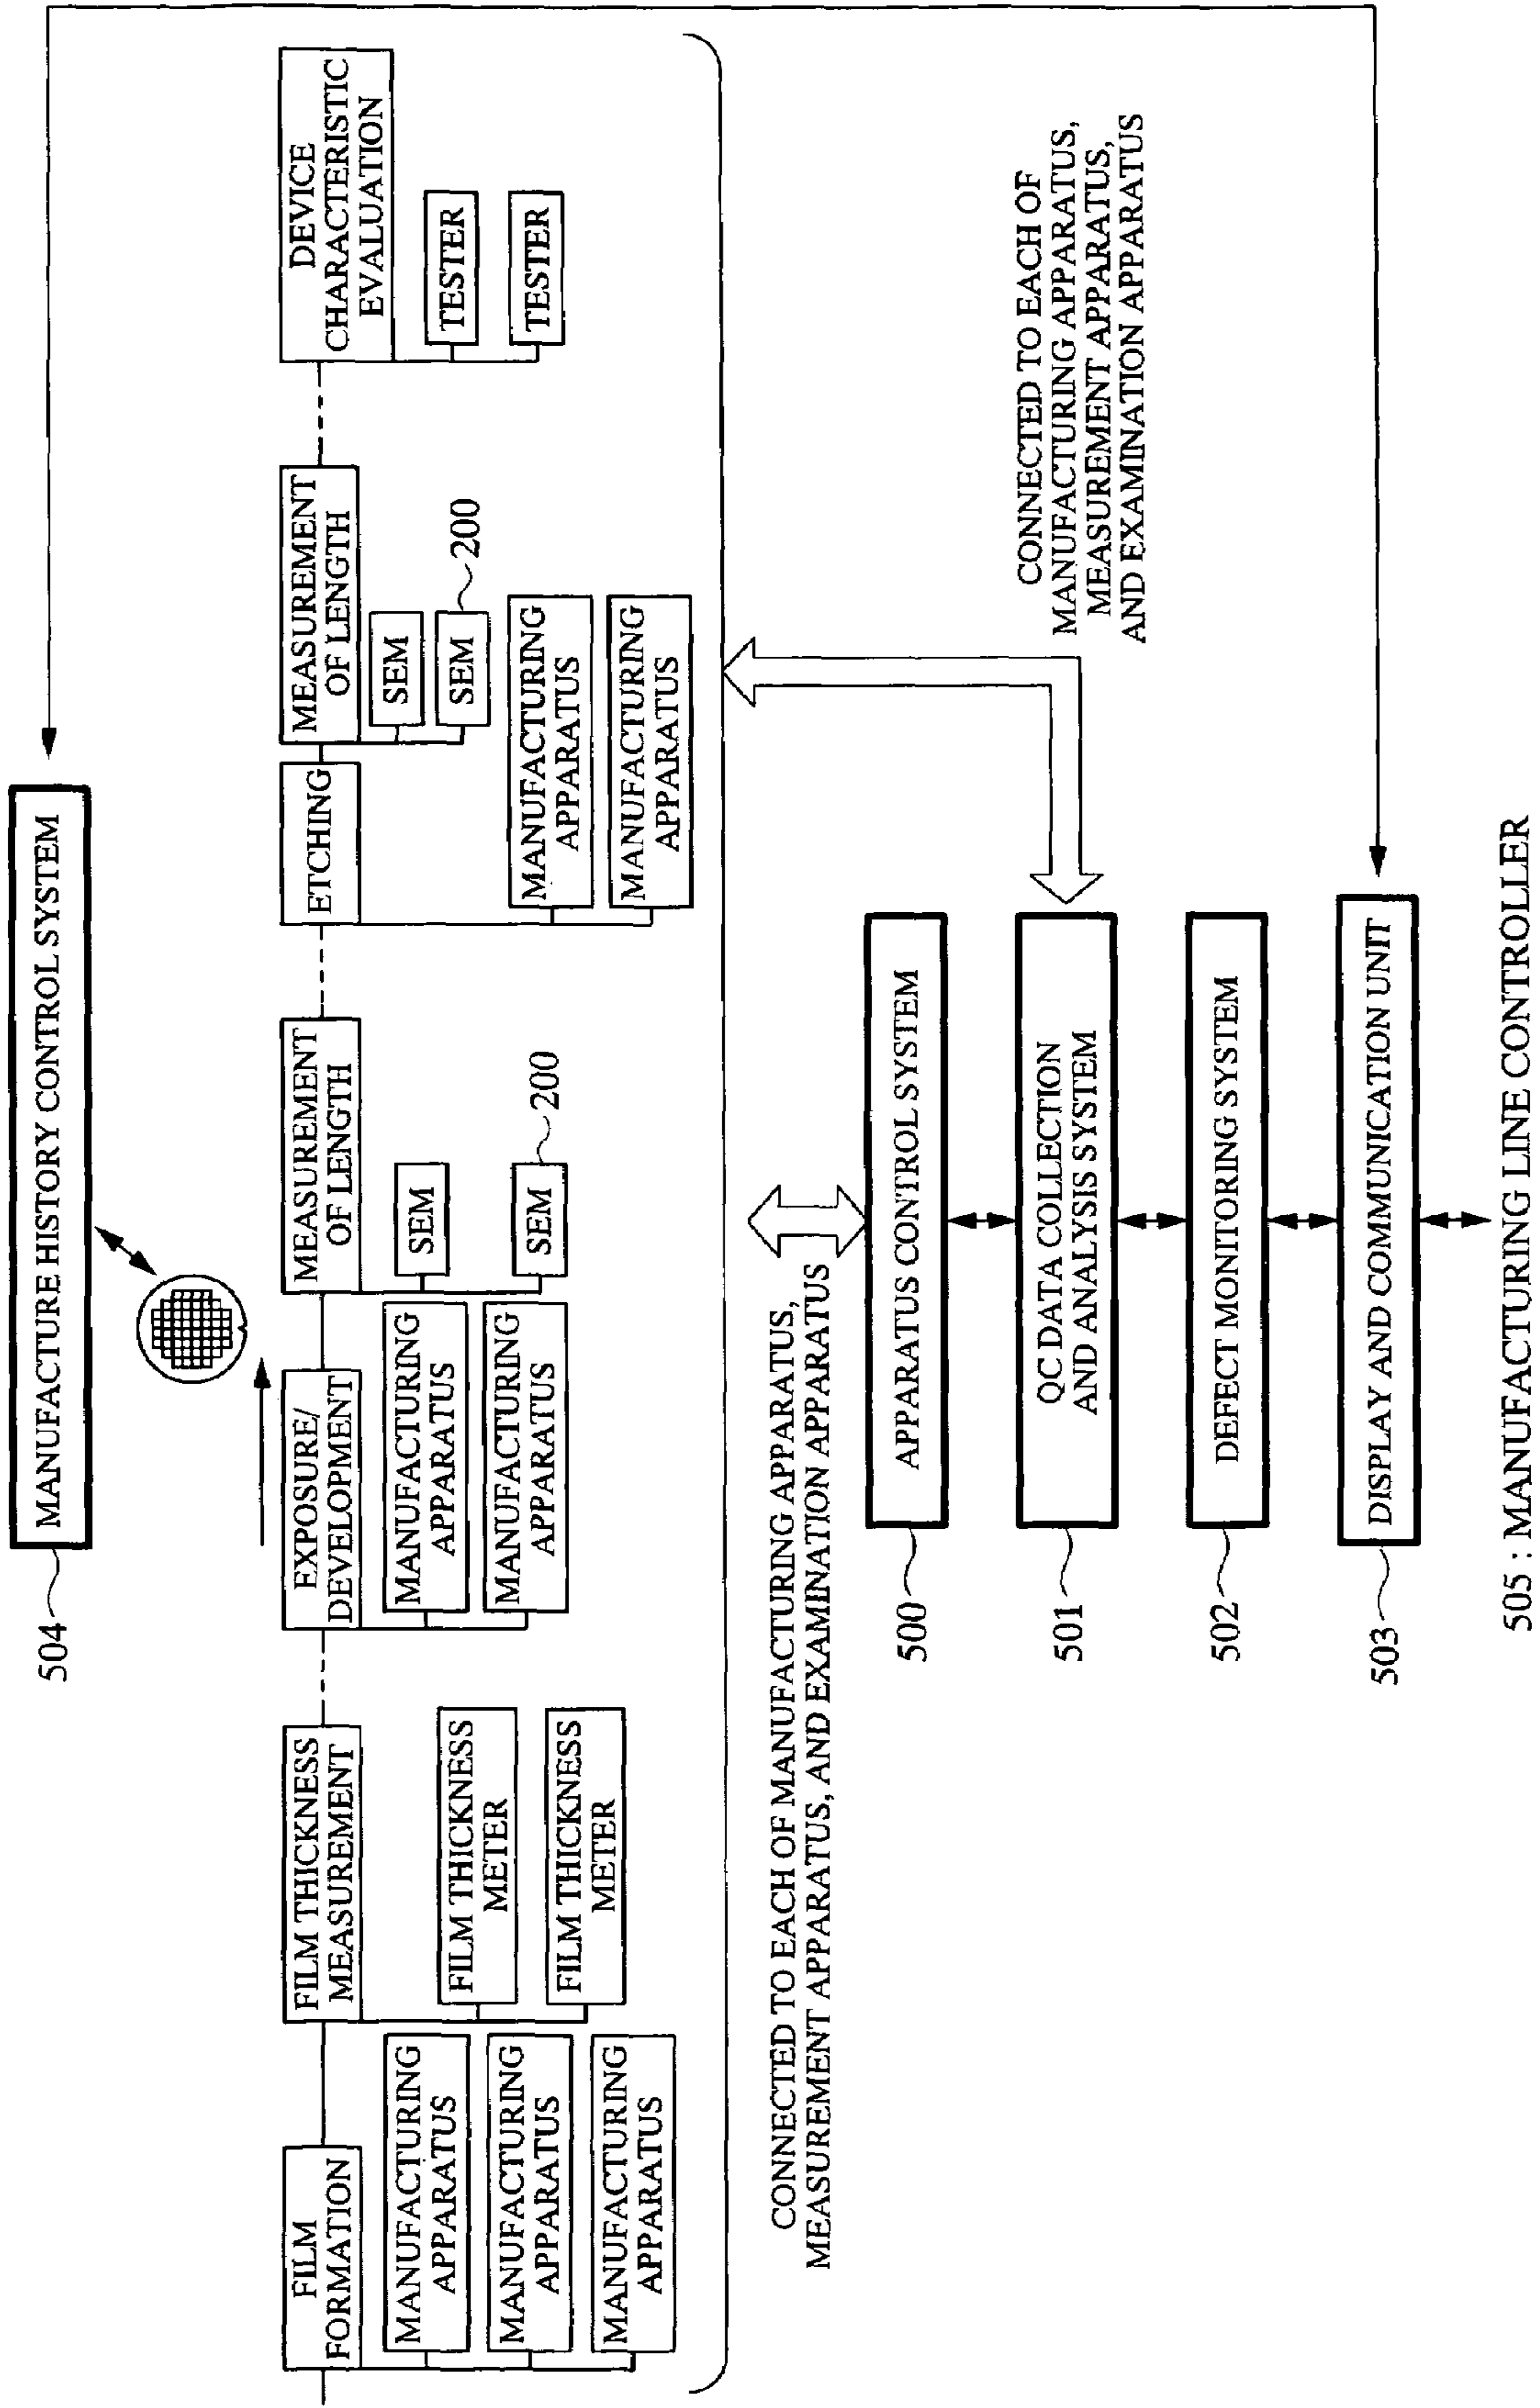 504
MANUFACTURE HISTORY CONTROL SYSTEM
FILM
FORMATION
MANUFACTURING
APPARATUS
MANUFACTURING
APPARATUS
MANUFACTURING
APPARATUS
FILM THICKNESS
MEASUREMENT
FILM THICKNESS
METER
FILM THICKNESS
METER
EXPOSURE/
DEVELOPMENT
MANUFACTURING
APPARATUS
MANUFACTURING
APPARATUS
MEASUREMENT
OF LENGTH
SEM
SEM
200
ETCHING
MANUFACTURING
APPARATUS
MANUFACTURING
APPARATUS
MEASUREMENT
OF LENGTH
SEM
SEM
200
DEVICE
CHARACTERISTIC
EVALUATION
TESTER
TESTER
CONNECTED TO EACH OF MANUFACTURING APPARATUS,
MEASUREMENT APPARATUS, AND EXAMINATION APPARATUS
CONNECTED TO EACH OF
MANUFACTURING APPARATUS,
MEASUREMENT APPARATUS,
AND EXAMINATION APPARATUS
500
APPARATUS CONTROL SYSTEM
501
QC DATA COLLECTION
AND ANALYSIS SYSTEM
502
DEFECT MONITORING SYSTEM
503
DISPLAY AND COMMUNICATION UNIT
505 : MANUFACTURING LINE CONTROLLER